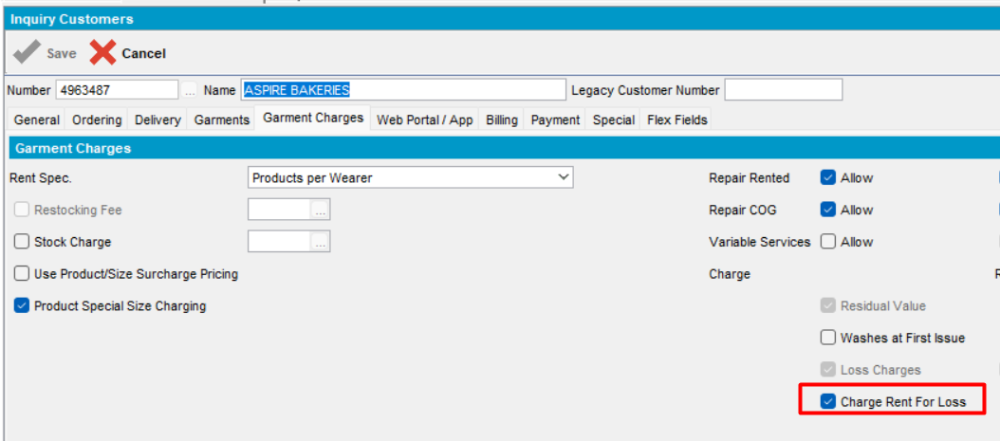 Inquiry Customers
Save Cancel
Number 4963487 ... Name ASPIRE BAKERIES Legacy Customer Number
General Ordering Delivery Garments Garment Charges Web Portal / App Billing Payment Special Flex Fields
Garment Charges
Rent Spec. Products per Wearer Repair Rented Allow
Restocking Fee ... Repair COG Allow
Stock Charge ... Variable Services Allow
Use Product/Size Surcharge Pricing Charge
Product Special Size Charging Residual Value
Washes at First Issue
Loss Charges
Charge Rent For Loss